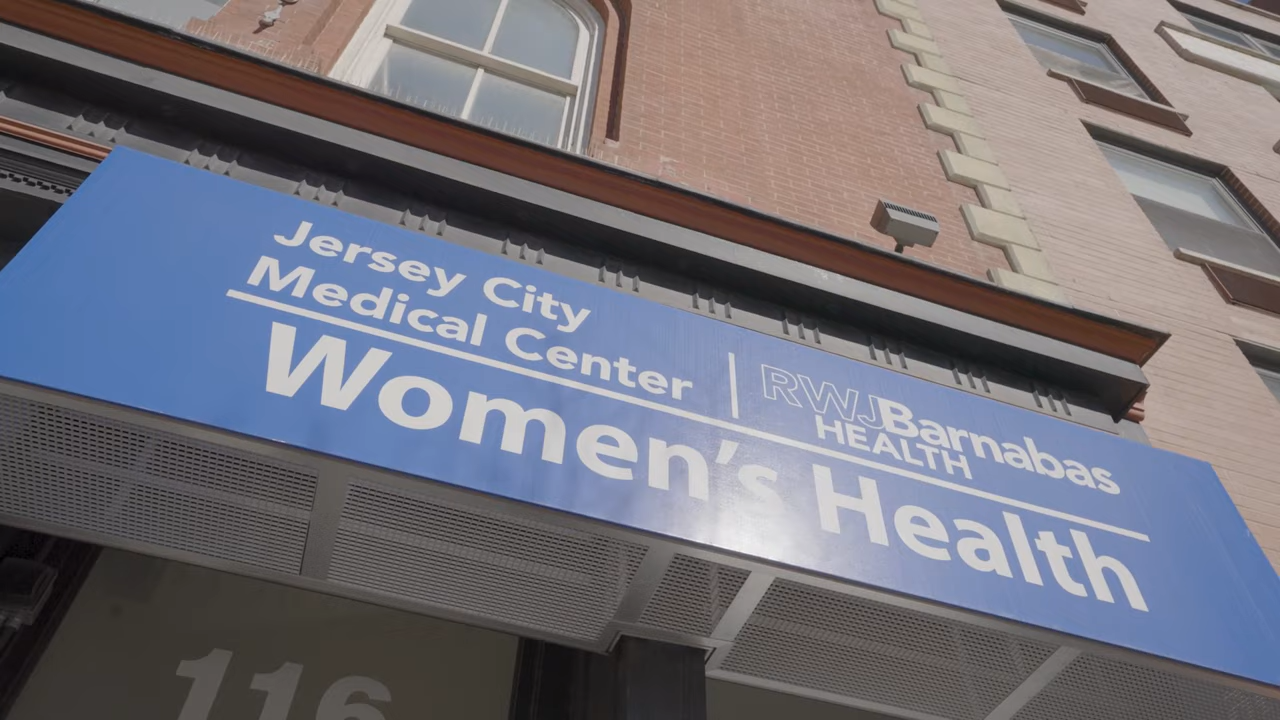 Jersey City
Medical Center
RWJBarnabas
HEALTH
Women's Health
116